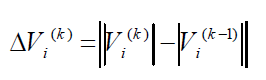 ΔV_i^(k) = ||V_i^(k)| − |V_i^(k−1)||